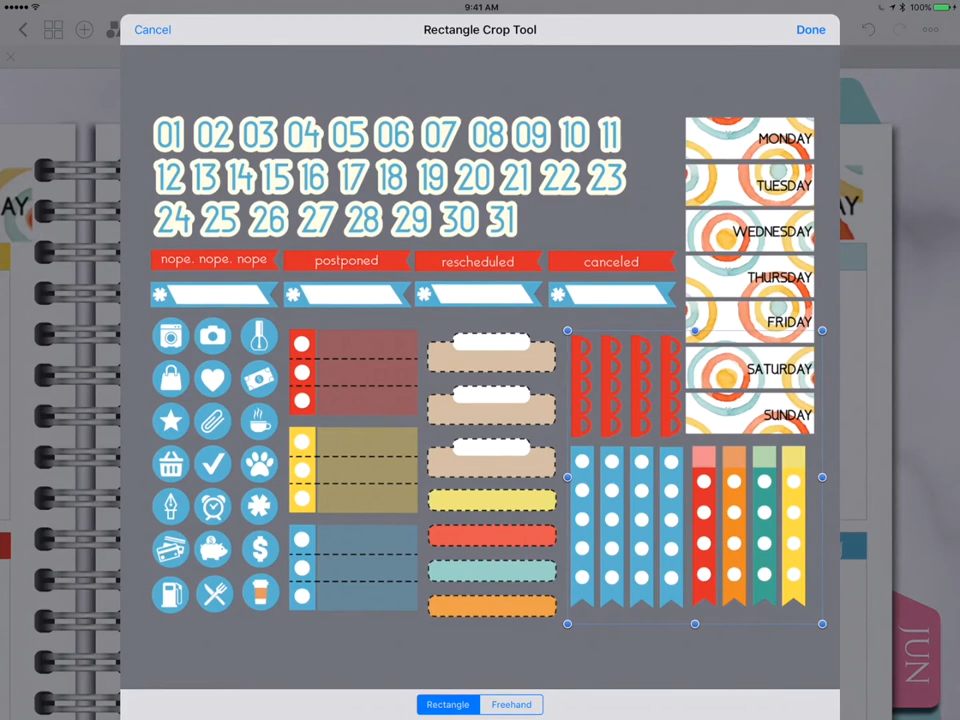 9:41 AM
100%
Cancel
Rectangle Crop Tool
Done
01 02 03 04 05 06 07 08 09 10 11
12 13 14 15 16 17 18 19 20 21 22 23
24 25 26 27 28 29 30 31
MONDAY
TUESDAY
WEDNESDAY
THURSDAY
FRIDAY
SATURDAY
SUNDAY
nope. nope. nope
postponed
rescheduled
canceled
AY
AY
JUN
Rectangle
Freehand